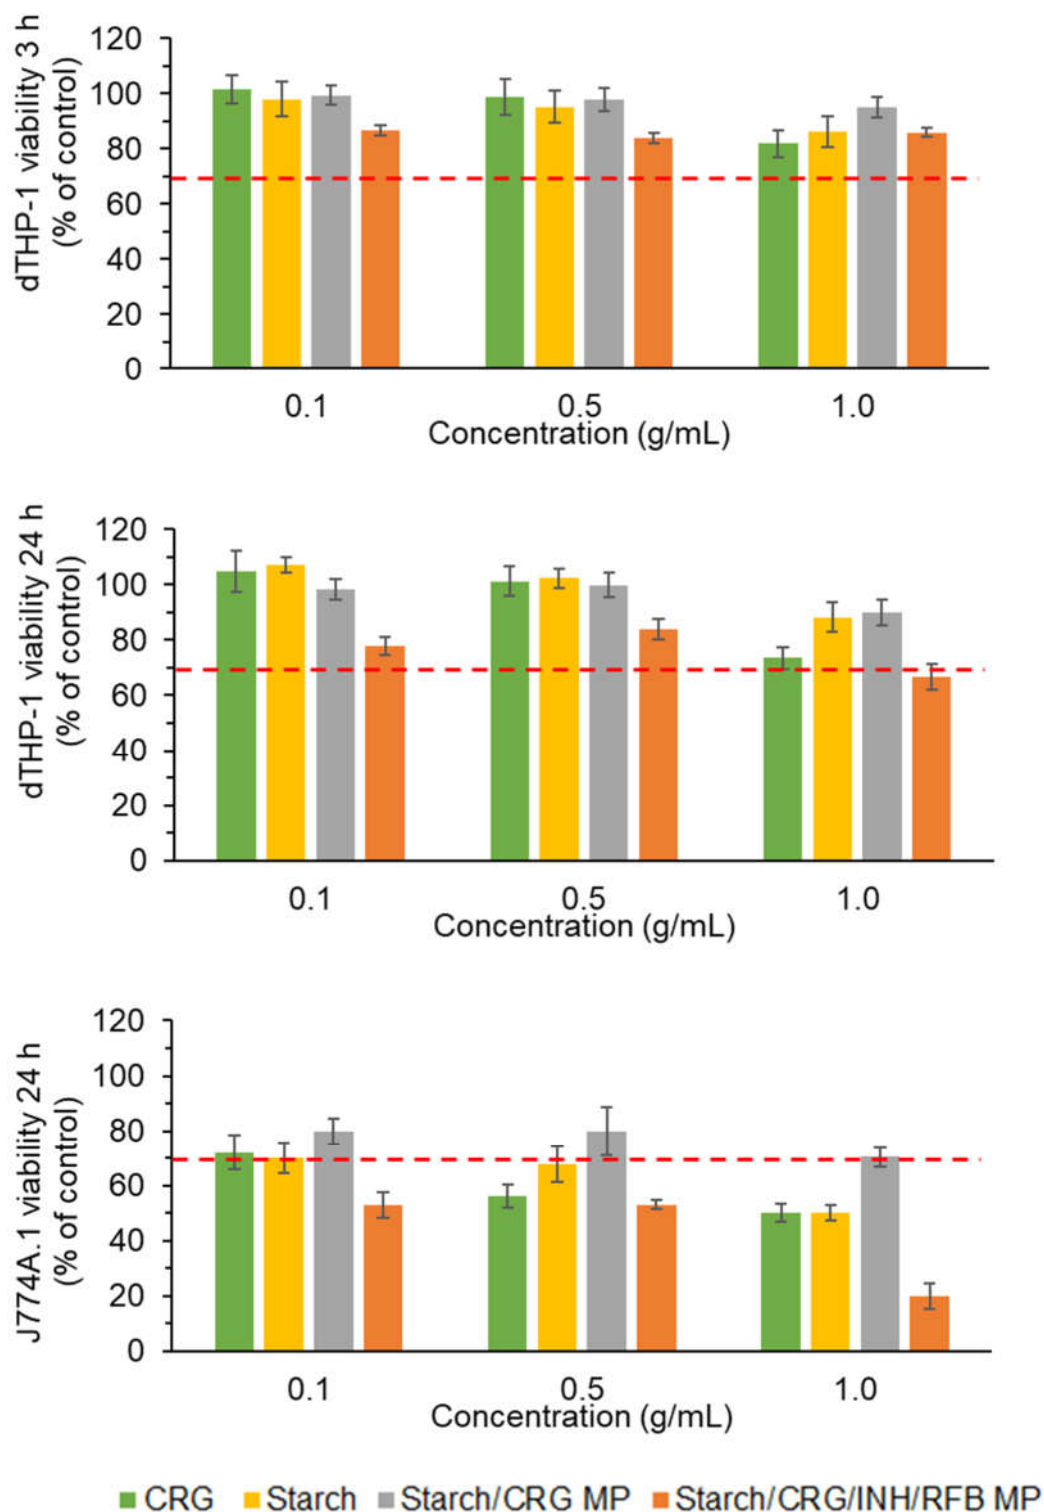 dTHP-1 viability 3 h
(% of control)
120
100
80
60
40
20
0
0.1 0.5 1.0
Concentration (g/mL)
dTHP-1 viability 24 h
(% of control)
120
100
80
60
40
20
0
0.1 0.5 1.0
Concentration (g/mL)
J774A.1 viability 24 h
(% of control)
120
100
80
60
40
20
0
0.1 0.5 1.0
Concentration (g/mL)
CRG Starch Starch/CRG MP Starch/CRG/INH/RFB MP